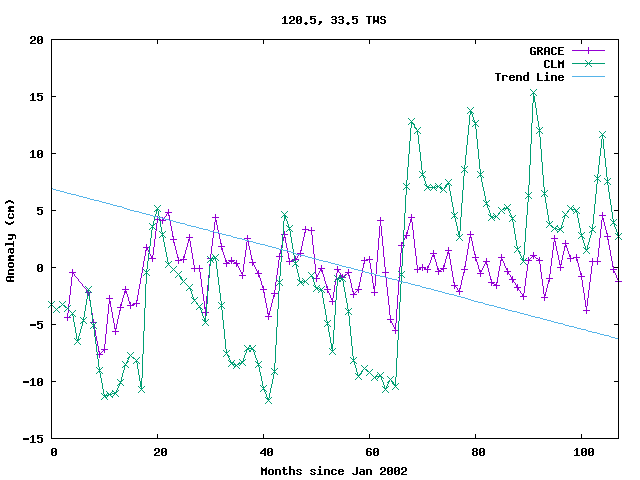 120.5, 33.5 TWS
GRACE
CLM
Trend Line
20
15
10
5
0
-5
-10
-15
Anomaly (cm)
0 20 40 60 80 100
Months since Jan 2002